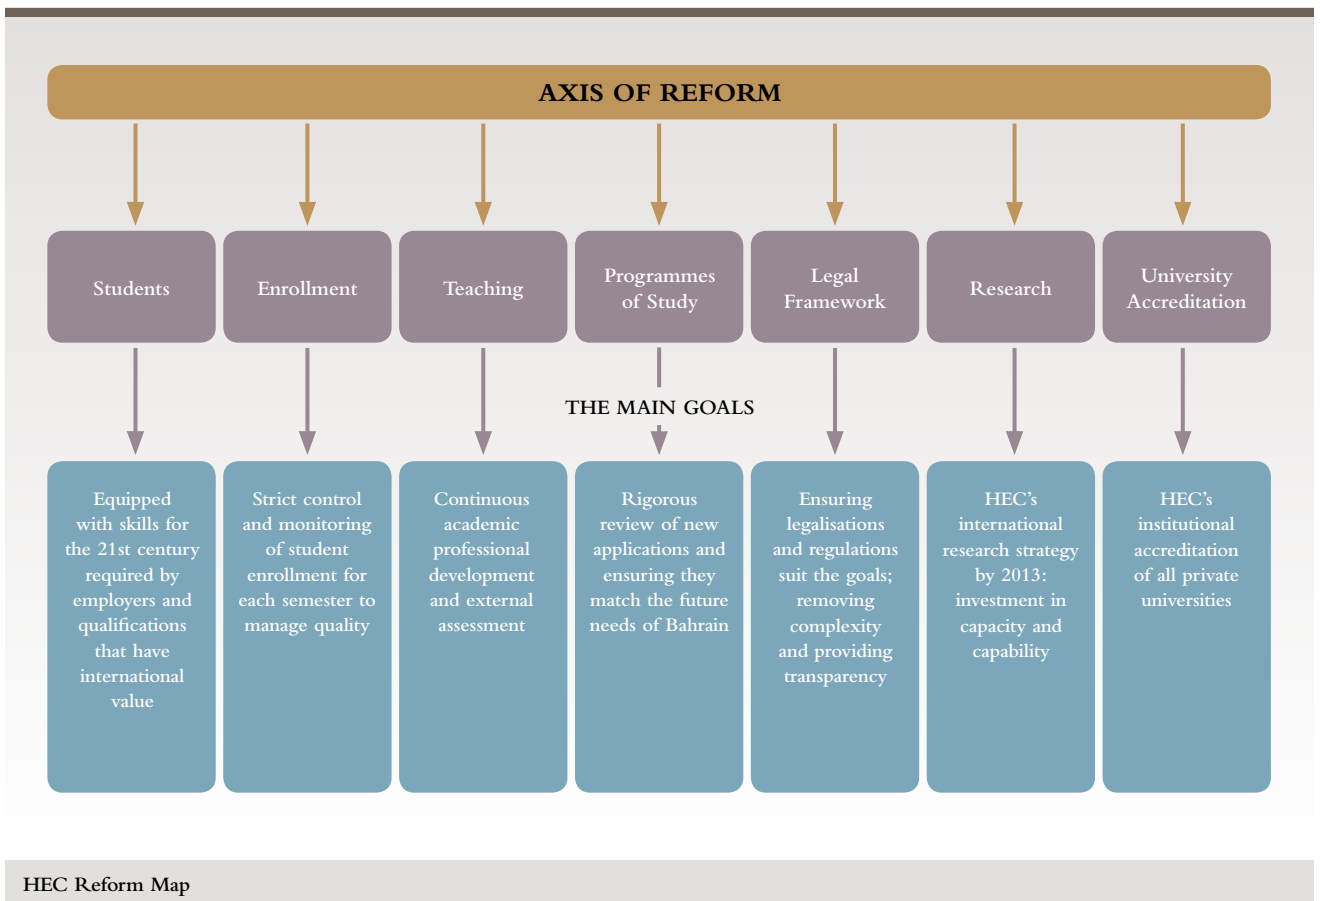 AXIS OF REFORM
Students
Enrollment
Teaching
Programmes
of Study
Legal
Framework
Research
University
Accreditation
THE MAIN GOALS
Equipped
with skills for
the 21st century
required by
employers and
qualifications
that have
international
value
Strict control
and monitoring
of student
enrollment for
each semester to
manage quality
Continuous
academic
professional
development
and external
assessment
Rigorous
review of new
applications and
ensuring they
match the future
needs of Bahrain
Ensuring
legalisations
and regulations
suit the goals;
removing
complexity
and providing
transparency
HEC’s
international
research strategy
by 2013:
investment in
capacity and
capability
HEC’s
institutional
accreditation
of all private
universities
HEC Reform Map